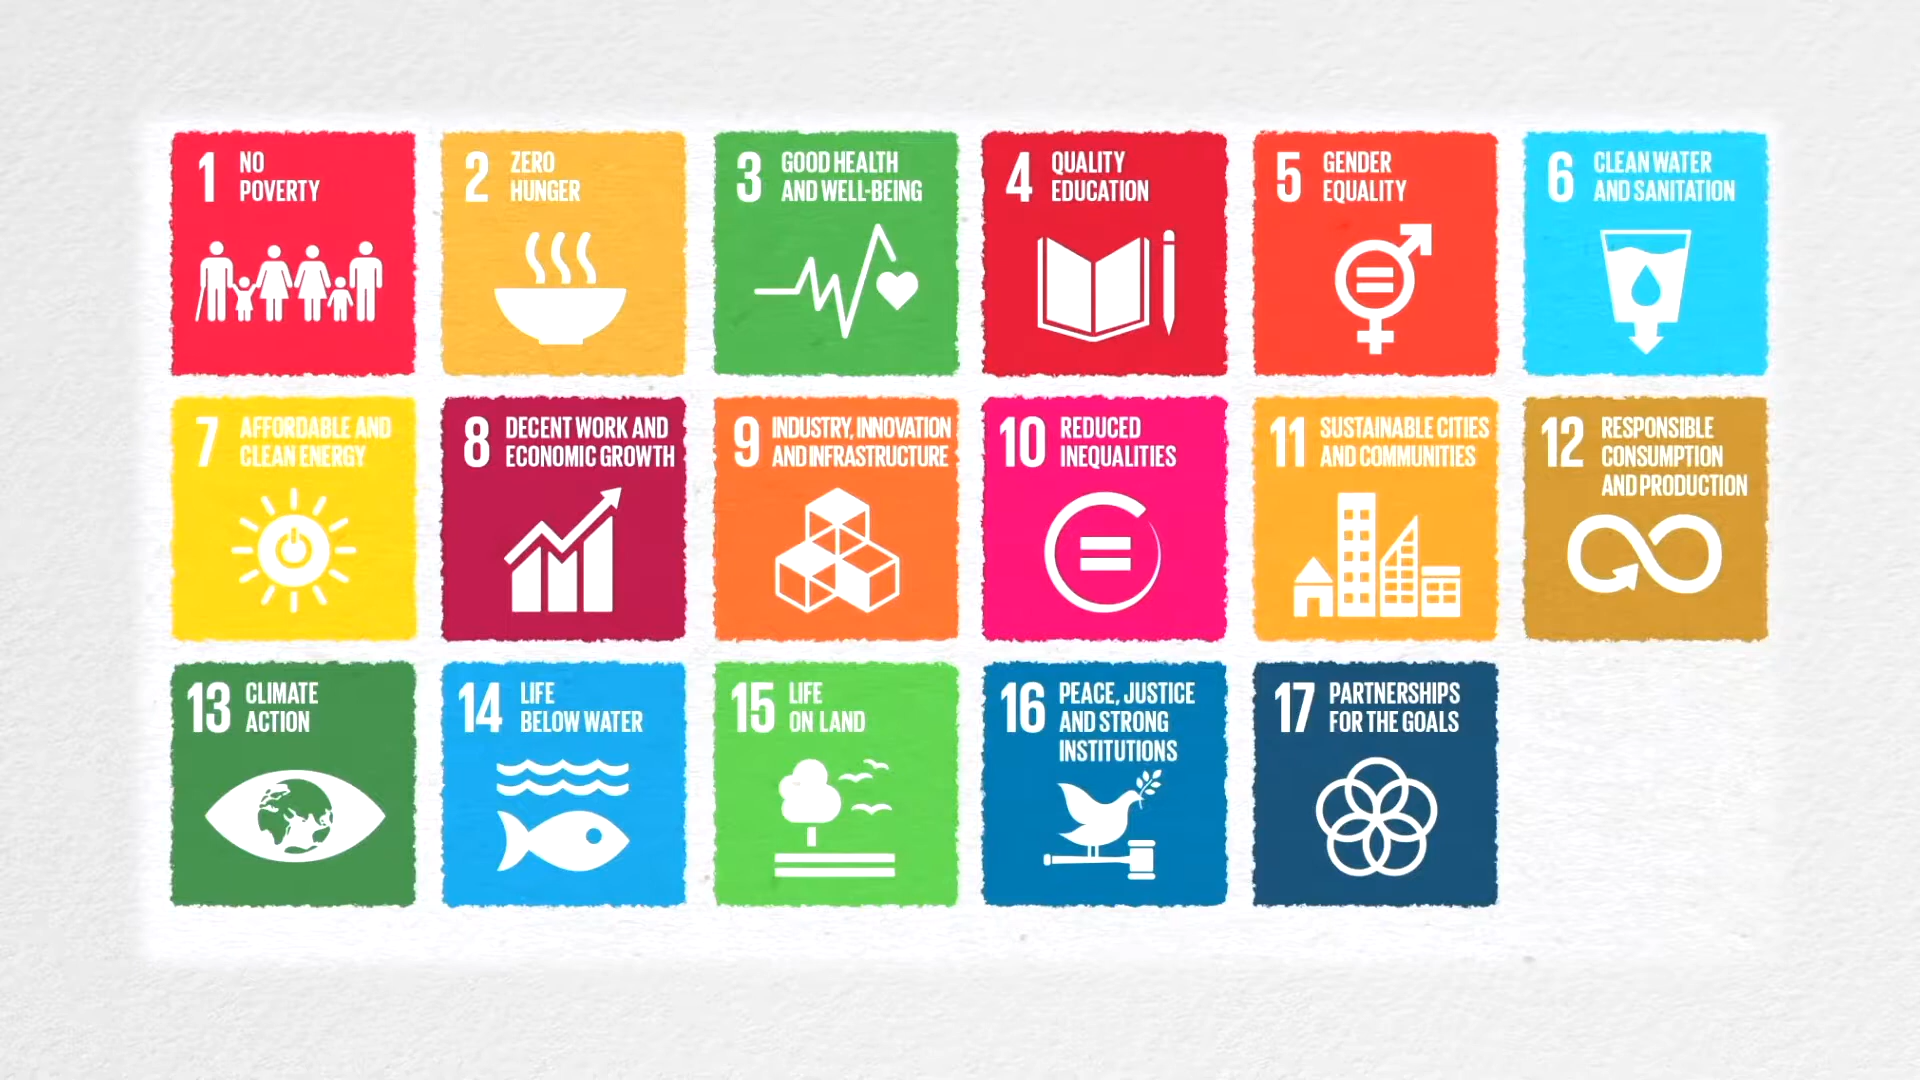 1 NO
POVERTY
2 ZERO
HUNGER
3 GOOD HEALTH
AND WELL-BEING
4 QUALITY
EDUCATION
5 GENDER
EQUALITY
6 CLEAN WATER
AND SANITATION
7 AFFORDABLE AND
CLEAN ENERGY
8 DECENT WORK AND
ECONOMIC GROWTH
9 INDUSTRY, INNOVATION
AND INFRASTRUCTURE
10 REDUCED
INEQUALITIES
11 SUSTAINABLE CITIES
AND COMMUNITIES
12 RESPONSIBLE
CONSUMPTION
AND PRODUCTION
13 CLIMATE
ACTION
14 LIFE
BELOW WATER
15 LIFE
ON LAND
16 PEACE, JUSTICE
AND STRONG
INSTITUTIONS
17 PARTNERSHIPS
FOR THE GOALS